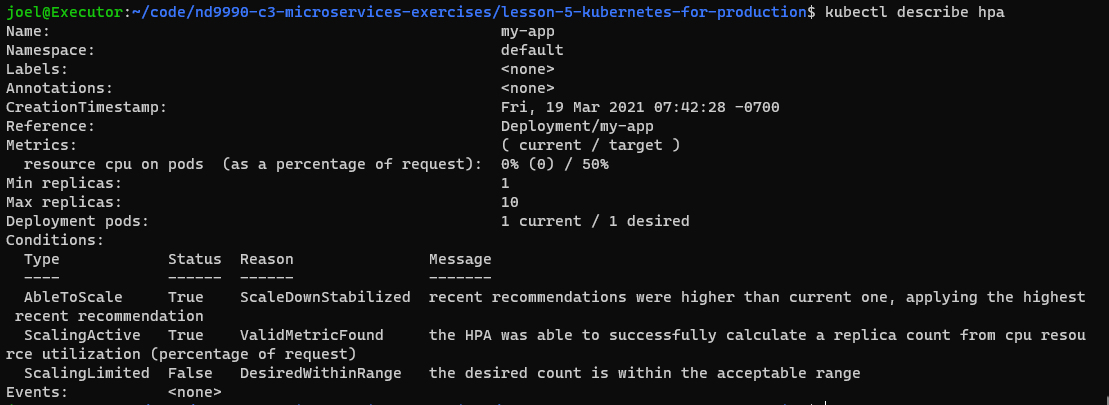 joel@Executor:~/code/nd9990-c3-microservices-exercises/lesson-5-kubernetes-for-production$ kubectl describe hpa
Name:                                                  my-app
Namespace:                                             default
Labels:                                                <none>
Annotations:                                           <none>
CreationTimestamp:                                     Fri, 19 Mar 2021 07:42:28 -0700
Reference:                                             Deployment/my-app
Metrics:                                               ( current / target )
  resource cpu on pods  (as a percentage of request):  0% (0) / 50%
Min replicas:                                          1
Max replicas:                                          10
Deployment pods:                                       1 current / 1 desired
Conditions:
  Type            Status  Reason               Message
  ----            ------  ------               -------
  AbleToScale     True    ScaleDownStabilized  recent recommendations were higher than current one, applying the highest
 recent recommendation
  ScalingActive   True    ValidMetricFound     the HPA was able to successfully calculate a replica count from cpu resou
rce utilization (percentage of request)
  ScalingLimited  False   DesiredWithinRange   the desired count is within the acceptable range
Events:           <none>